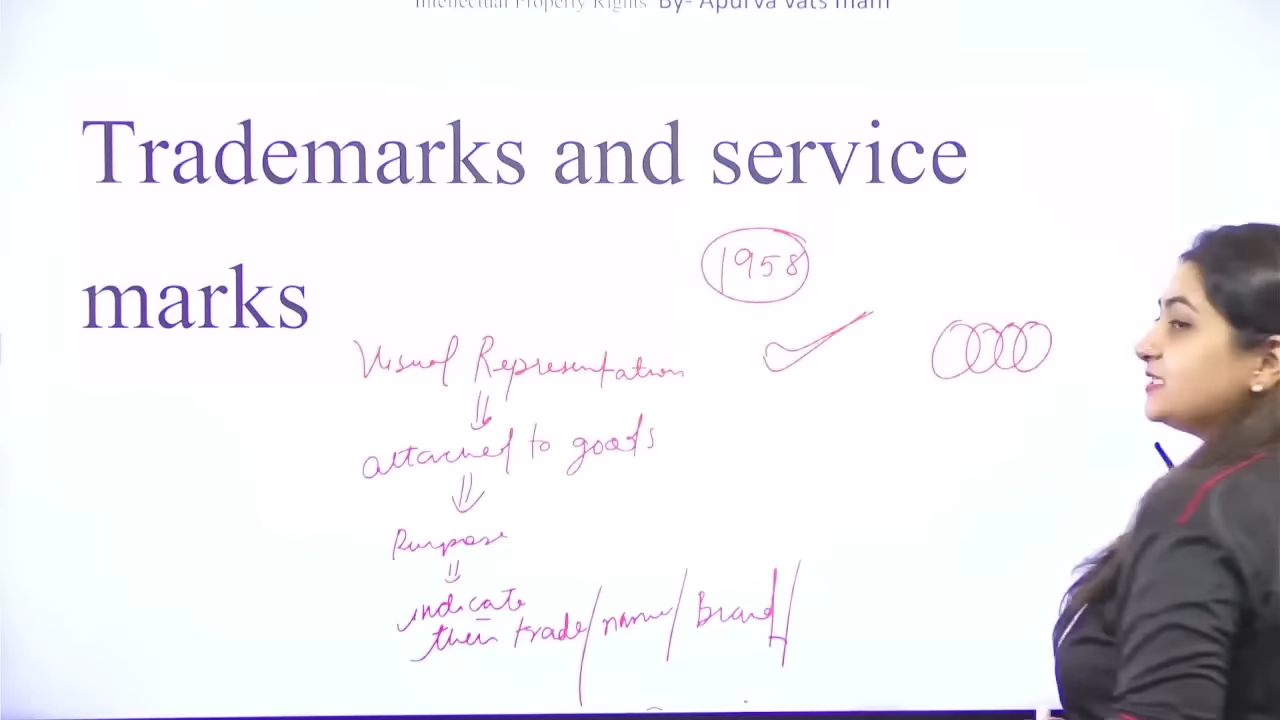 Intellectual Property Rights By- Apurva Vats mam
Trademarks and service
marks
1958
Visual Representation
attached to goods
Purpose
indicate
their trade/name/Brand/